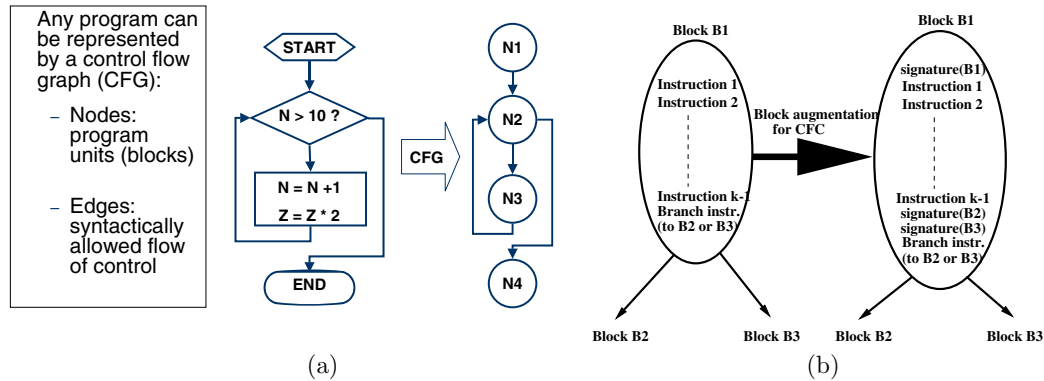 Any program can
be represented
by a control flow
graph (CFG):
– Nodes:
program
units (blocks)
– Edges:
syntactically
allowed flow
of control
START
N > 10 ?
N = N +1
Z = Z * 2
END
CFG
N1
N2
N3
N4
(a)
Block B1
Instruction 1
Instruction 2
Instruction k-1
Branch instr.
(to B2 or B3)
Block B2
Block B3
Block augmentation
for CFC
Block B1
signature(B1)
Instruction 1
Instruction 2
Instruction k-1
signature(B2)
signature(B3)
Branch instr.
(to B2 or B3)
Block B2
Block B3
(b)